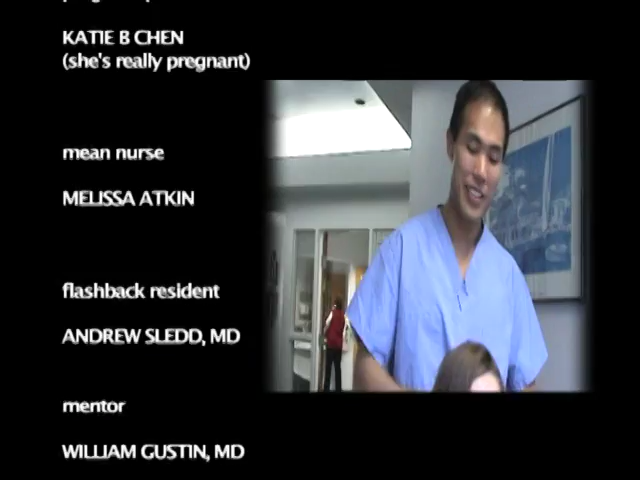 KATIE B CHEN
(she's really pregnant)
mean nurse
MELISSA ATKIN
flashback resident
ANDREW SLEDD, MD
mentor
WILLIAM GUSTIN, MD